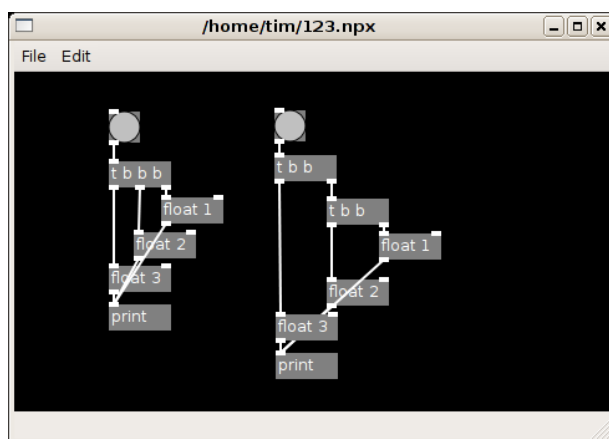 /home/tim/123.npx
File Edit
t b b b
float 1
float 2
float 3
print
t b b
t b b
float 1
float 2
float 3
print